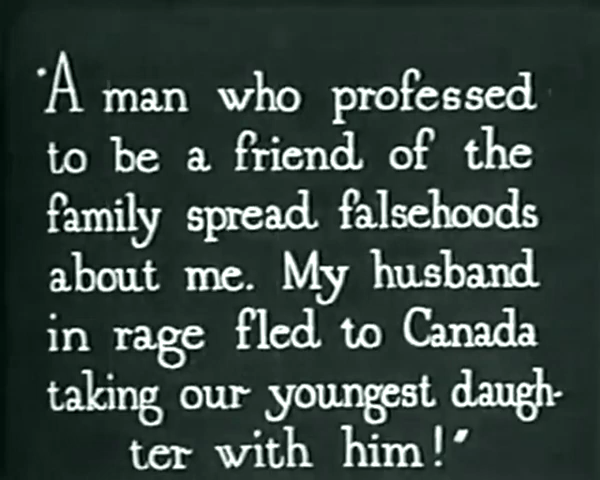 "A man who professed
to be a friend of the
family spread falsehoods
about me. My husband
in rage fled to Canada
taking our youngest daugh-
ter with him!"